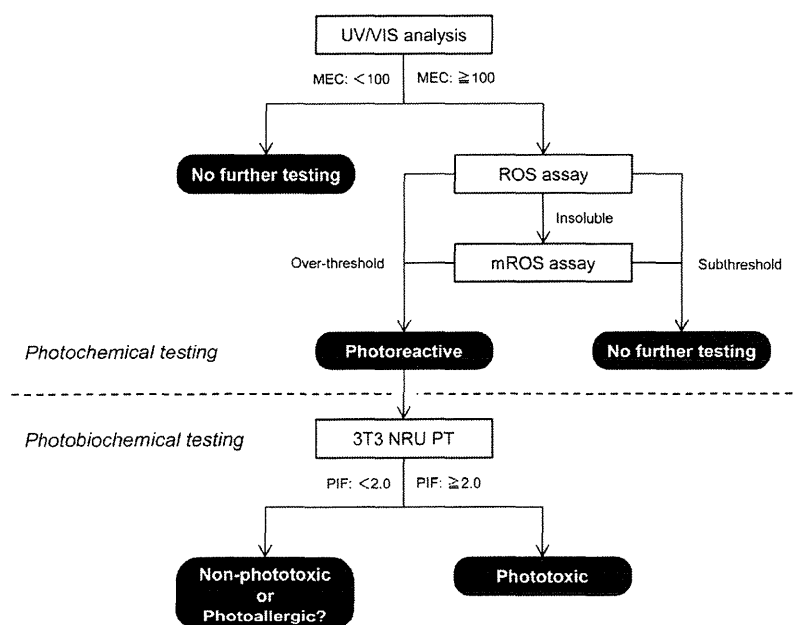 UV/VIS analysis
MEC: <100
MEC: ≧100
No further testing
ROS assay
Insoluble
Over-threshold
mROS assay
Subthreshold
Photochemical testing
Photoreactive
No further testing
Photobiochemical testing
3T3 NRU PT
PIF: <2.0
PIF: ≧2.0
Non-phototoxic
or
Photoallergic?
Phototoxic